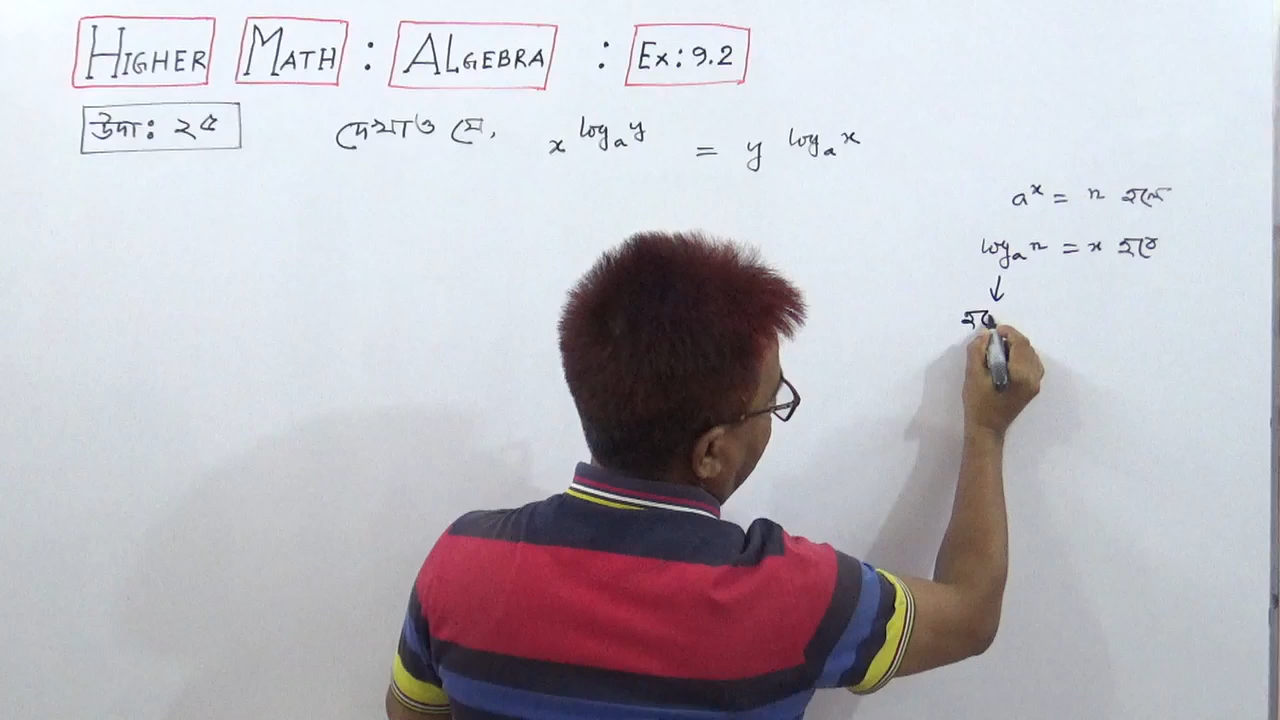 HIGHER MATH : ALGEBRA : Ex: 9.2
উদা: ২৫ দেখাও যে, x^{log_a y} = y^{log_a x}
a^x = n হলে
log_a n = x হবে
↓